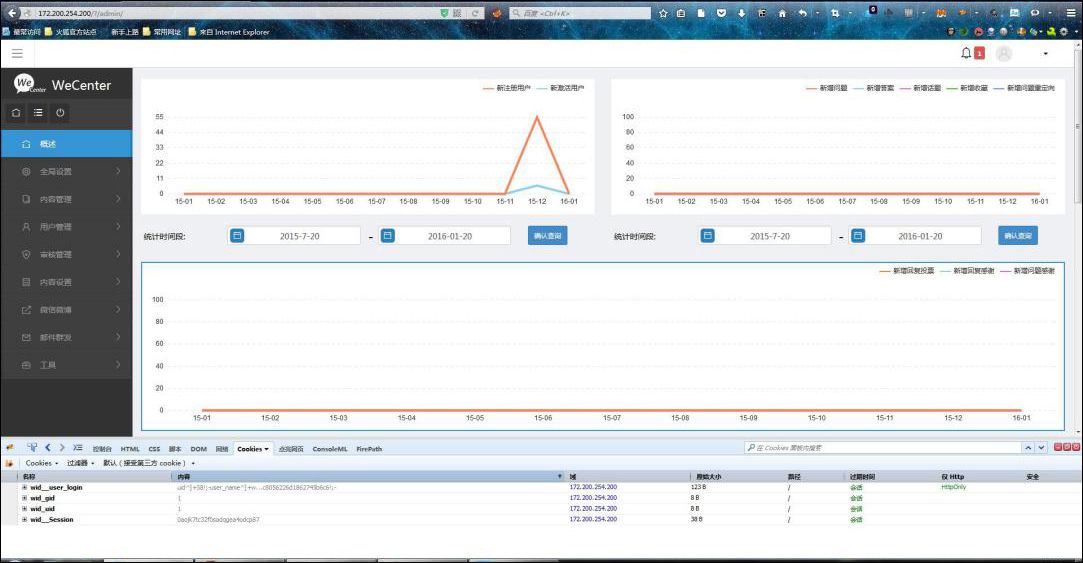 172.200.254.200/?/admin/
百度 <Ctrl+K>
0
最常访问 火狐官方站点 新手上路 常用网址 来自 Internet Explorer
1
We Center WeCenter
概述
全局设置
内容管理
用户管理
审核管理
内容设置
微信微博
邮件群发
工具
新注册用户 新激活用户
55
44
33
22
11
0
15-01 15-02 15-03 15-04 15-05 15-06 15-07 15-08 15-09 15-10 15-11 15-12 16-01
统计时间段: 2015-7-20 - 2016-01-20 确认查询
新增问题 新增答案 新增话题 新增收藏 新增问题重定向
100
80
60
40
20
0
15-01 15-02 15-03 15-04 15-05 15-06 15-07 15-08 15-09 15-10 15-11 15-12 16-01
统计时间段: 2015-7-20 - 2016-01-20 确认查询
新增回复投票 新增回复感谢 新增问题感谢
100
80
60
40
20
0
15-01 15-02 15-03 15-04 15-05 15-06 15-07 15-08 15-09 15-10 15-11 15-12 16-01
控制台 HTML CSS 脚本 DOM 网络 Cookies 点亮网页 ConsoleML FirePath
在 Cookies 面板内搜索
Cookies 过滤器 默认 (接受第三方 cookie)
名称 内容 域 原始大小 路径 过期时间 仅 Http 安全
wid__user_login 172.200.254.200 123 B / 会话 HttpOnly
wid_gid 1 172.200.254.200 8 B / 会话
wid_uid 1 172.200.254.200 8 B / 会话
wid__Session 172.200.254.200 38 B / 会话